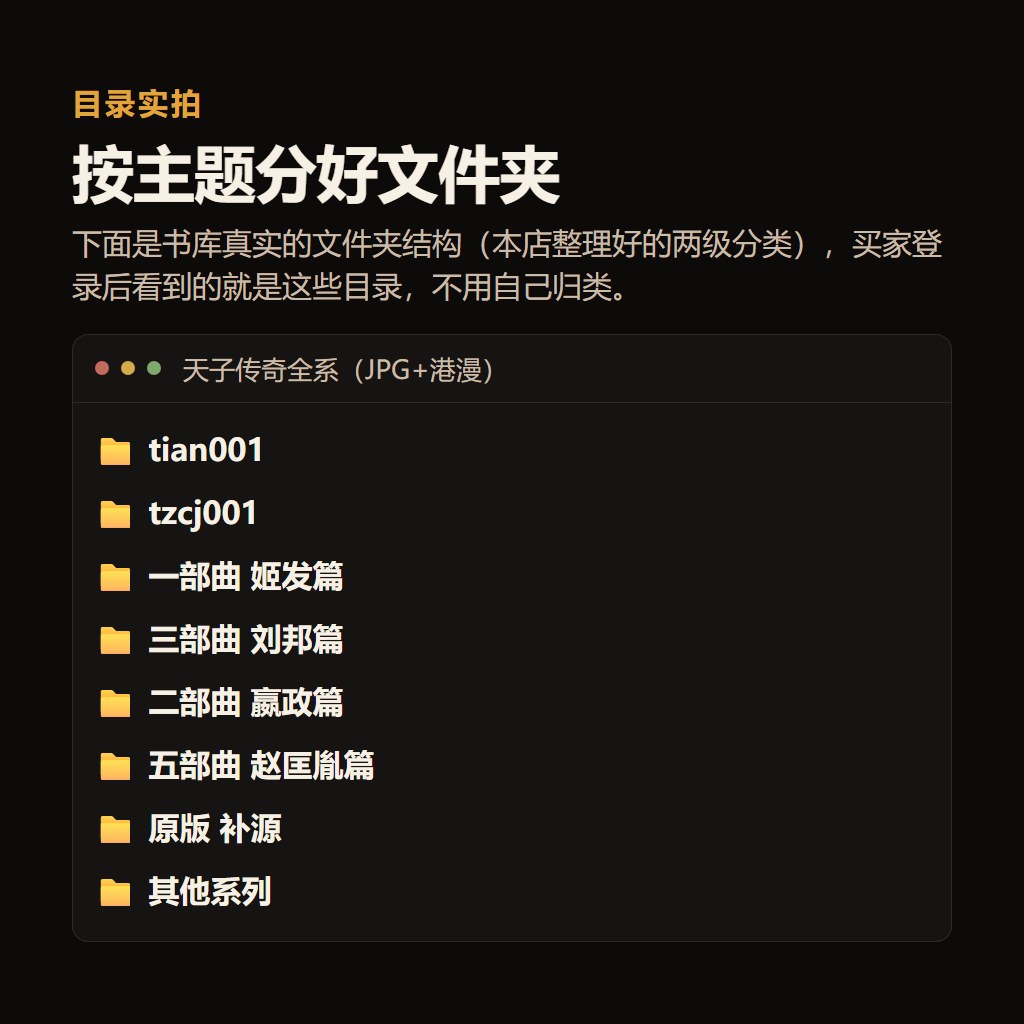 目录实拍
按主题分好文件夹
下面是书库真实的文件夹结构（本店整理好的两级分类），买家登
录后看到的就是这些目录，不用自己归类。
天子传奇全系（JPG+港漫）
tian001
tzcj001
一部曲 姬发篇
三部曲 刘邦篇
二部曲 嬴政篇
五部曲 赵匡胤篇
原版 补源
其他系列